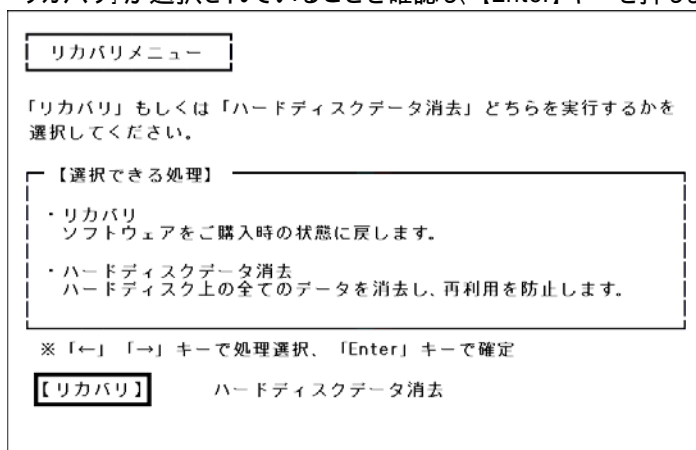 リカバリメニュー
「リカバリ」もしくは「ハードディスクデータ消去」どちらを実行するかを
選択してください。
【選択できる処理】
・リカバリ
ソフトウェアをご購入時の状態に戻します。
・ハードディスクデータ消去
ハードディスク上の全てのデータを消去し、再利用を防止します。
※「←」「→」キーで処理選択、「Enter」キーで確定
【リカバリ】 ハードディスクデータ消去